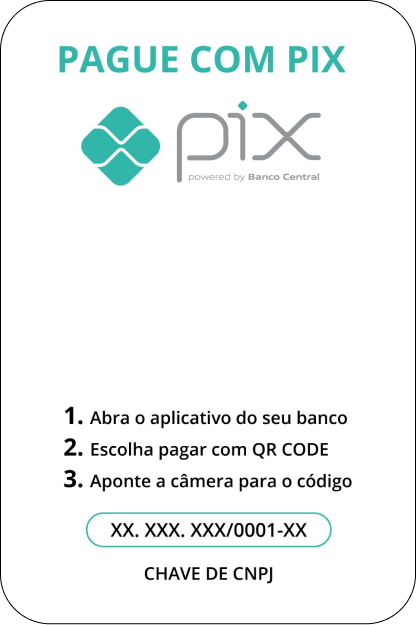 PAGUE COM PIX
pix
powered by Banco Central
1. Abra o aplicativo do seu banco
2. Escolha pagar com QR CODE
3. Aponte a câmera para o código
XX. XXX. XXX/0001-XX
CHAVE DE CNPJ